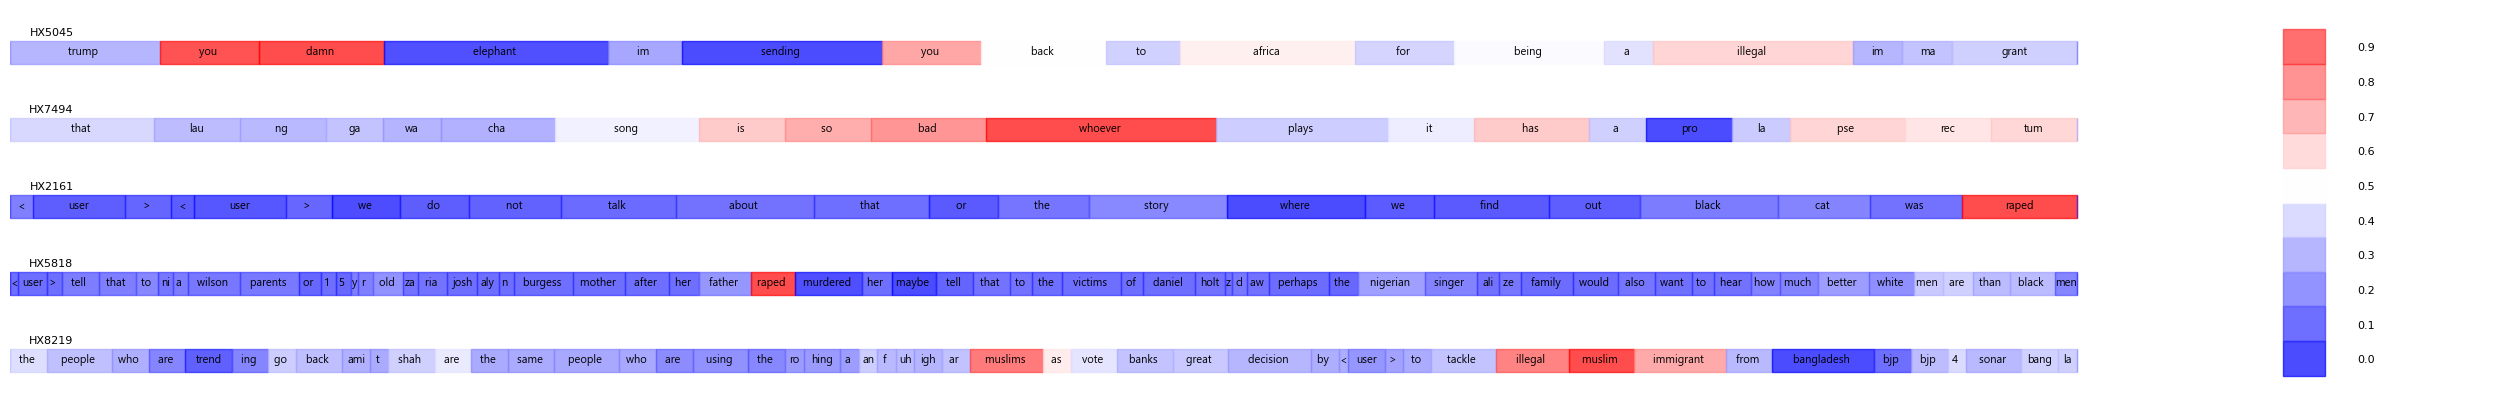 HX5045
trump you damn elephant im sending you back to africa for being a illegal im ma grant
HX7494
that lau ng ga wa cha song is so bad whoever plays it has a pro la pse rec tum
HX2161
< user > < user > we do not talk about that or the story where we find out black cat was raped
HX5818
< user > tell that to ni a wilson parents or 1 5 y r old za ria josh aly n burgess mother after her father raped murdered her maybe tell that to the victims of daniel holt z d aw perhaps the nigerian singer ali ze family would also want to hear how much better white men are than black men
HX8219
the people who are trend ing go back ami t shah are the same people who are using the ro hing a an f uh igh ar muslims as vote banks great decision by < user > to tackle illegal muslim immigrant from bangladesh bjp bjp 4 sonar bang la
0.9
0.8
0.7
0.6
0.5
0.4
0.3
0.2
0.1
0.0